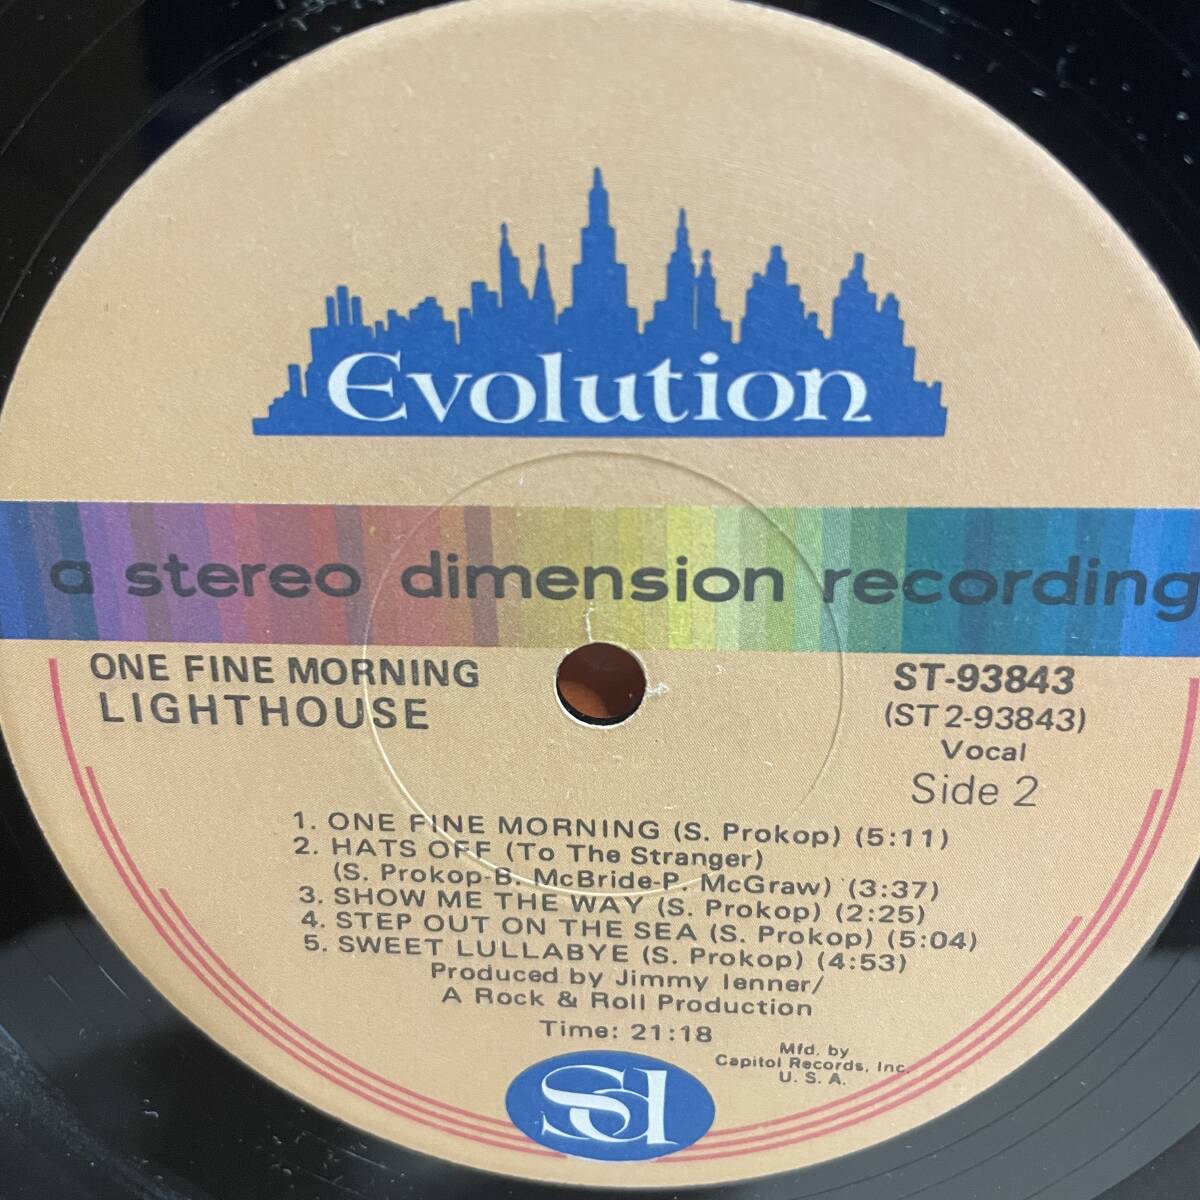 Evolution
a stereo dimension recording
ONE FINE MORNING
LIGHTHOUSE
ST-93843
(ST 2-93843)
Vocal
Side 2
1. ONE FINE MORNING (S. Prokop) (5:11)
2. HATS OFF (To The Stranger)
(S. Prokop-B. McBride-P. McGraw) (3:37)
3. SHOW ME THE WAY (S. Prokop) (2:25)
4. STEP OUT ON THE SEA (S. Prokop) (5:04)
5. SWEET LULLABYE (S. Prokop) (4:53)
Produced by Jimmy Ienner/
A Rock & Roll Production
Time: 21:18
Mfd. by
Capitol Records, Inc.
U. S. A.
Sd